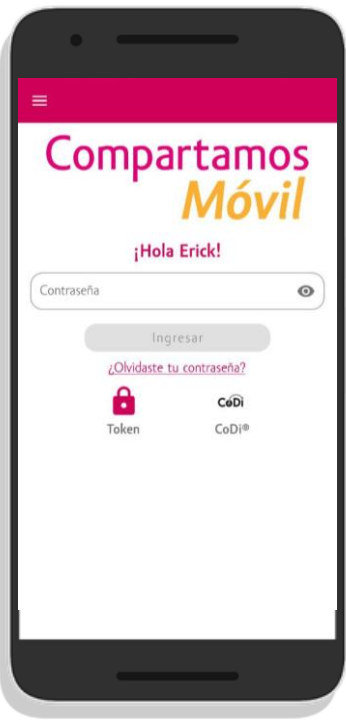 Compartamos
Móvil
¡Hola Erick!
Contraseña
Ingresar
¿Olvidaste tu contraseña?
CoDi
Token
CoDi®